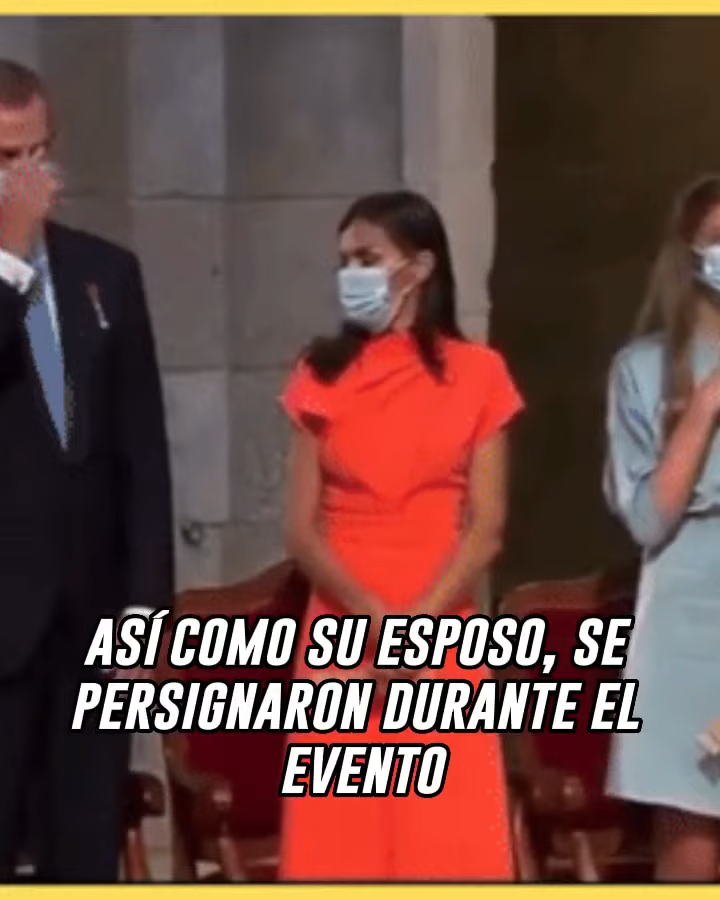 ASÍ COMO SU ESPOSO, SE
PERSIGNARON DURANTE EL
EVENTO